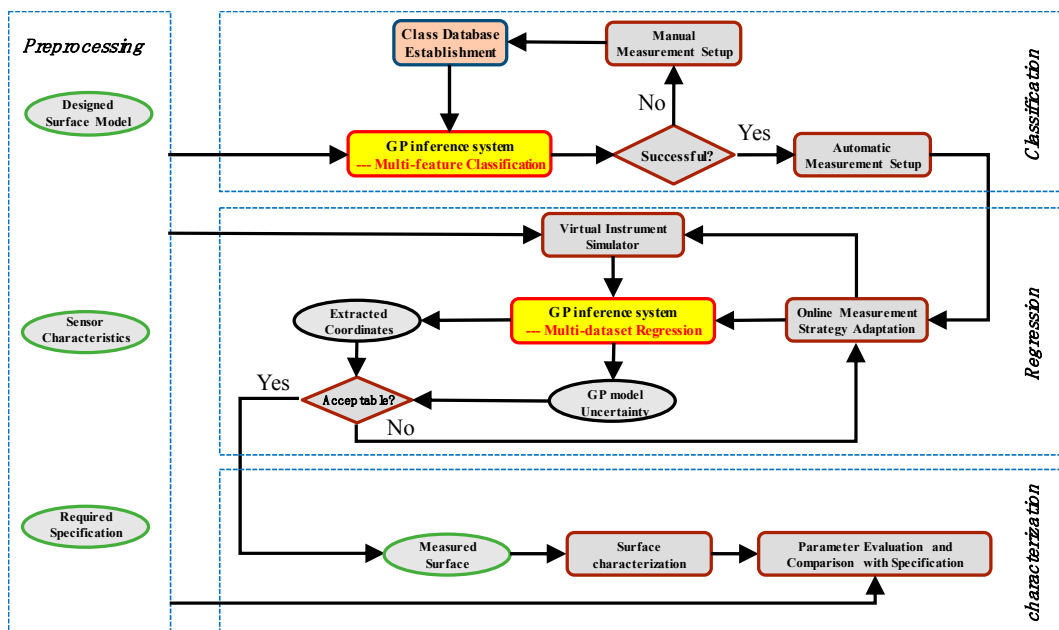 Preprocessing
Designed
Surface Model
Sensor
Characteristics
Required
Specification
Class Database
Establishment
Manual
Measurement Setup
No
Yes
GP inference system
--- Multi-feature Classification
Successful?
Automatic
Measurement Setup
Classification
Virtual Instrument
Simulator
Extracted
Coordinates
GP inference system
--- Multi-dataset Regression
Online Measurement
Strategy Adaptation
Yes
Acceptable?
GP model
Uncertainty
No
Regression
Measured
Surface
Surface
characterization
Parameter Evaluation and
Comparison with Specification
characterization